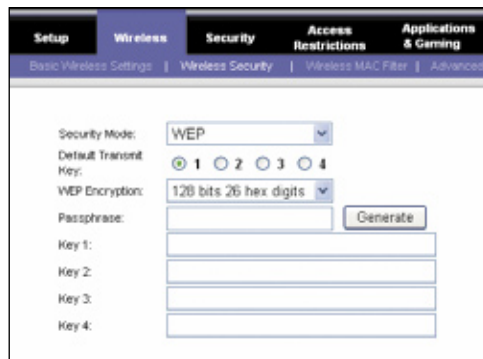 Setup Wireless Security Access Restrictions Applications & Gaming
Basic Wireless Settings | Wireless Security | Wireless MAC Filter | Advanced
Security Mode: WEP
Default Transmit Key: 1 2 3 4
WEP Encryption: 128 bits 26 hex digits
Passphrase: Generate
Key 1:
Key 2:
Key 3:
Key 4: